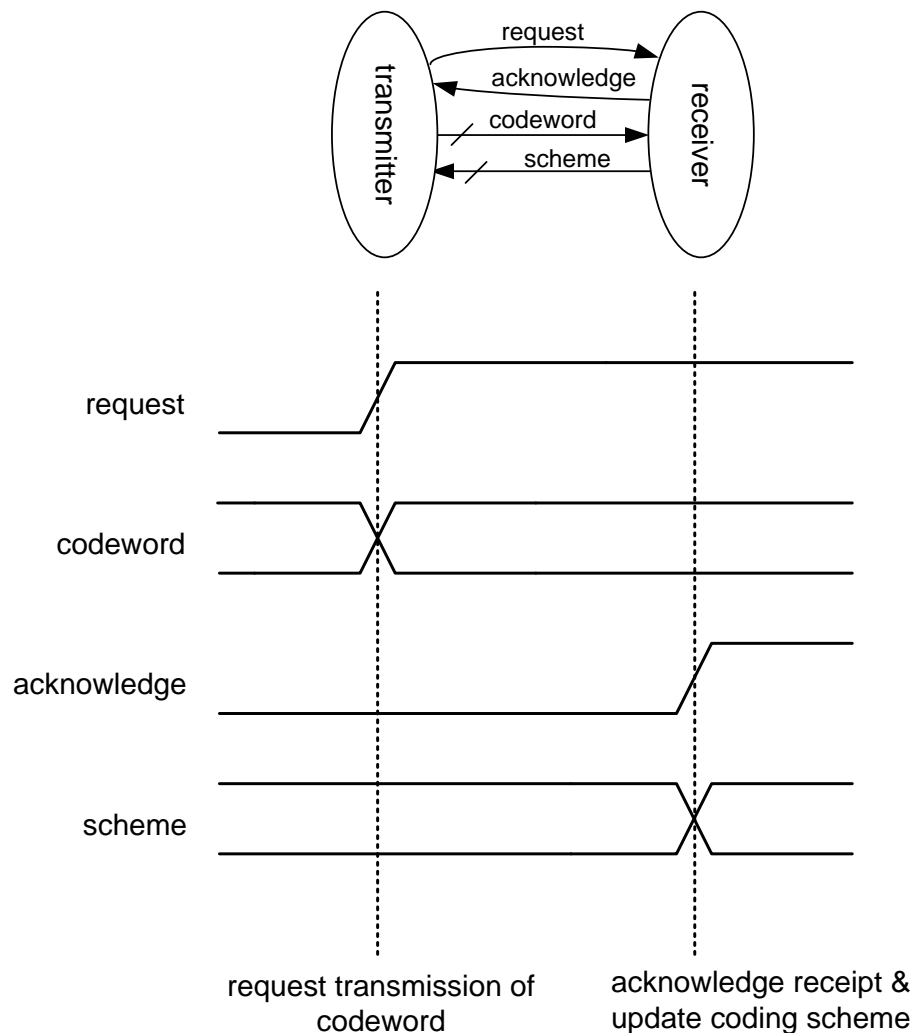 request
acknowledge
codeword
scheme
transmitter
receiver
request
codeword
acknowledge
scheme
request transmission of
codeword
acknowledge receipt &
update coding scheme